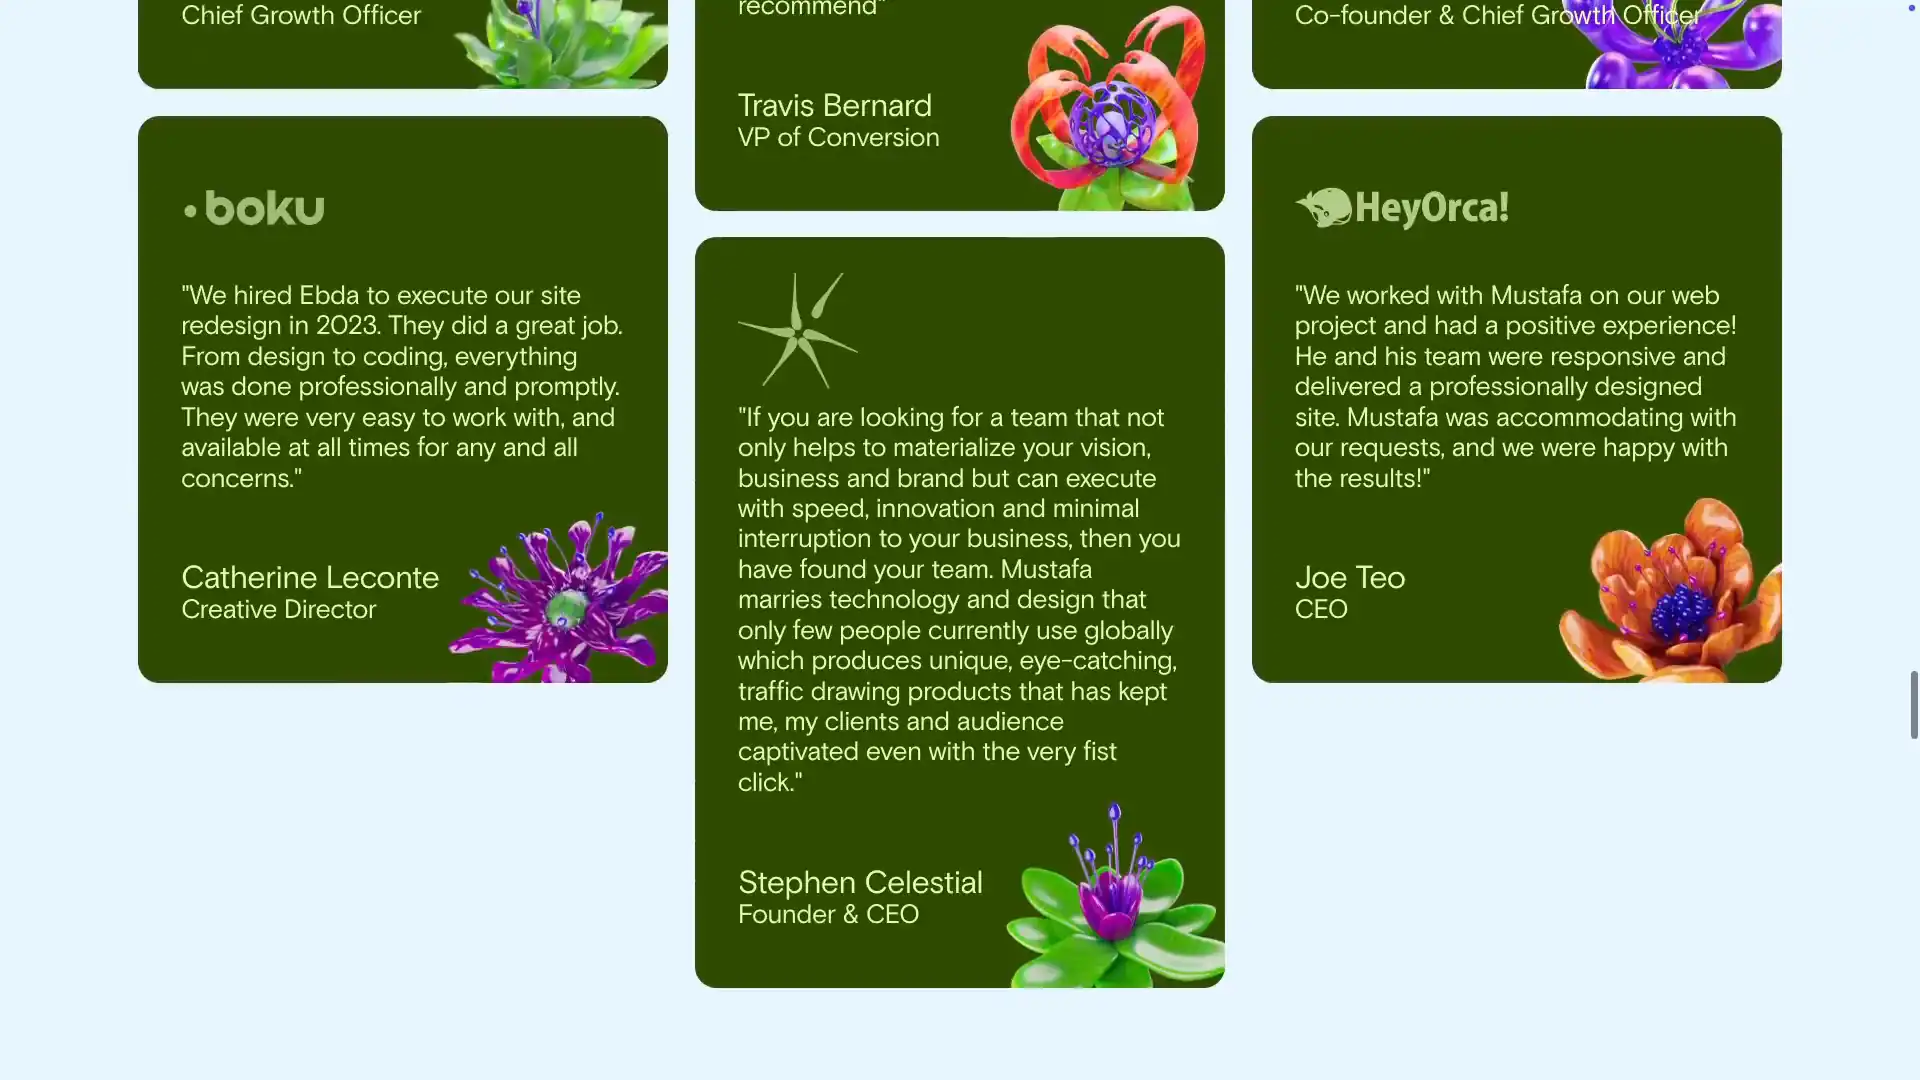 Chief Growth Officer
recommend"
Travis Bernard
VP of Conversion
Co-founder & Chief Growth Officer
boku
"We hired Ebda to execute our site
redesign in 2023. They did a great job.
From design to coding, everything
was done professionally and promptly.
They were very easy to work with, and
available at all times for any and all
concerns."
Catherine Leconte
Creative Director
"If you are looking for a team that not
only helps to materialize your vision,
business and brand but can execute
with speed, innovation and minimal
interruption to your business, then you
have found your team. Mustafa
marries technology and design that
only few people currently use globally
which produces unique, eye-catching,
traffic drawing products that has kept
me, my clients and audience
captivated even with the very fist
click."
Stephen Celestial
Founder & CEO
HeyOrca!
"We worked with Mustafa on our web
project and had a positive experience!
He and his team were responsive and
delivered a professionally designed
site. Mustafa was accommodating with
our requests, and we were happy with
the results!"
Joe Teo
CEO